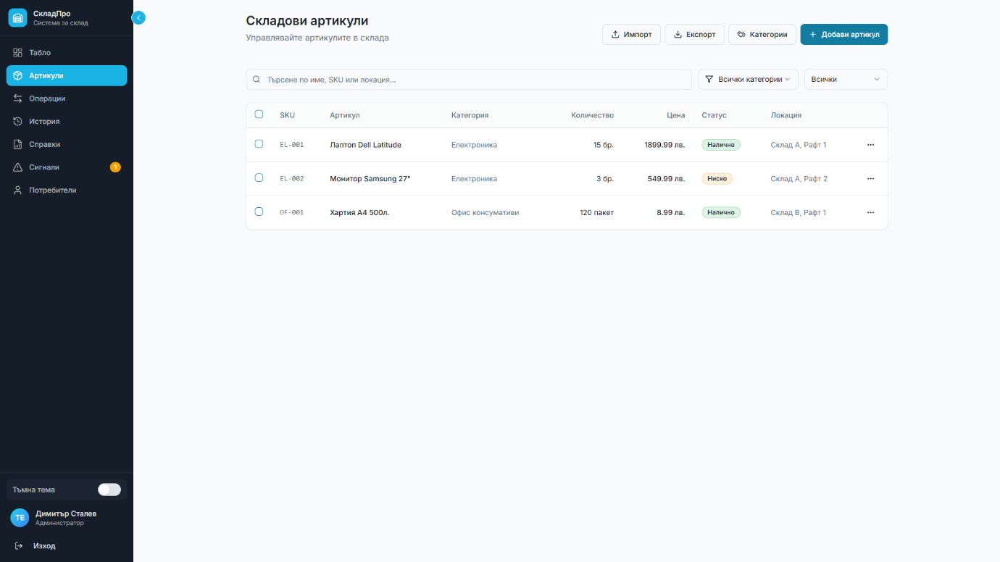 СкладПро
Система за склад
Табло
Артикули
Операции
История
Справки
Сигнали 1
Потребители
Тъмна тема
TE
Димитър Сталев
Администратор
Изход
Складови артикули
Управлявайте артикулите в склада
Импорт Експорт Категории + Добави артикул
Търсене по име, SKU или локация... Всички категории Всички
SKU Артикул Категория Количество Цена Статус Локация
EL-001 Лаптоп Dell Latitude Електроника 15 бр. 1899.99 лв. Налично Склад А, Рафт 1
EL-002 Монитор Samsung 27" Електроника 3 бр. 549.99 лв. Ниско Склад А, Рафт 2
OF-001 Хартия А4 500л. Офис консумативи 120 пакет 8.99 лв. Налично Склад B, Рафт 1